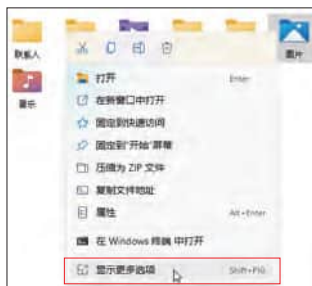 联系人
图片
音乐
打开 Enter
在新窗口中打开
固定到快速访问
固定到"开始"屏幕
压缩为 ZIP 文件
复制文件地址
属性 Alt+Enter
在 Windows 终端 中打开
显示更多选项 Shift+F10